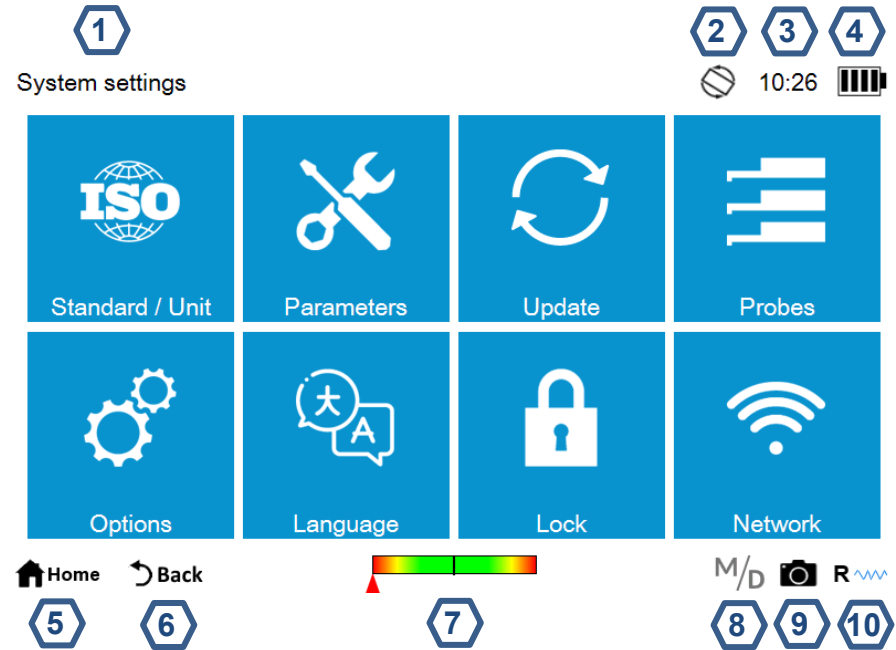 1 2 3 4
System settings 10:26
ISO
Standard / Unit Parameters Update Probes
大
A
Options Language Lock Network
Home Back M/D R
5 6 7 8 9 10